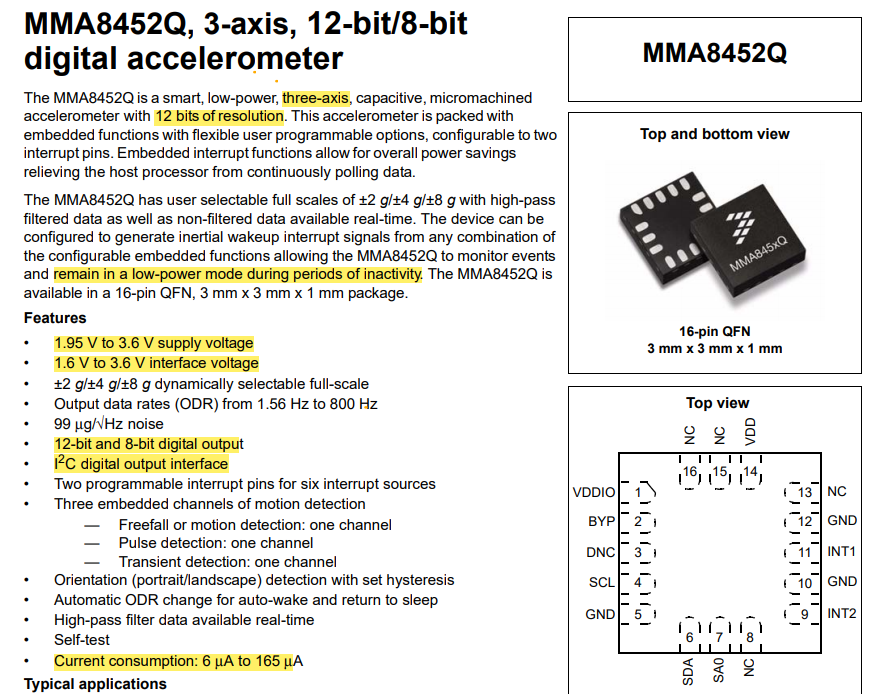 MMA8452Q, 3-axis, 12-bit/8-bit
digital accelerometer
The MMA8452Q is a smart, low-power, three-axis, capacitive, micromachined
accelerometer with 12 bits of resolution. This accelerometer is packed with
embedded functions with flexible user programmable options, configurable to two
interrupt pins. Embedded interrupt functions allow for overall power savings
relieving the host processor from continuously polling data.
The MMA8452Q has user selectable full scales of ±2 g/±4 g/±8 g with high-pass
filtered data as well as non-filtered data available real-time. The device can be
configured to generate inertial wakeup interrupt signals from any combination of
the configurable embedded functions allowing the MMA8452Q to monitor events
and remain in a low-power mode during periods of inactivity. The MMA8452Q is
available in a 16-pin QFN, 3 mm x 3 mm x 1 mm package.
Features
• 1.95 V to 3.6 V supply voltage
• 1.6 V to 3.6 V interface voltage
• ±2 g/±4 g/±8 g dynamically selectable full-scale
• Output data rates (ODR) from 1.56 Hz to 800 Hz
• 99 μg/√Hz noise
• 12-bit and 8-bit digital output
• I²C digital output interface
• Two programmable interrupt pins for six interrupt sources
• Three embedded channels of motion detection
— Freefall or motion detection: one channel
— Pulse detection: one channel
— Transient detection: one channel
• Orientation (portrait/landscape) detection with set hysteresis
• Automatic ODR change for auto-wake and return to sleep
• High-pass filter data available real-time
• Self-test
• Current consumption: 6 μA to 165 μA
Typical applications
MMA8452Q
Top and bottom view
MMA845xQ
16-pin QFN
3 mm x 3 mm x 1 mm
Top view
NC NC VDD
16 15 14
VDDIO 1 13 NC
BYP 2 12 GND
DNC 3 11 INT1
SCL 4 10 GND
GND 5 9 INT2
6 7 8
SDA SA0 NC